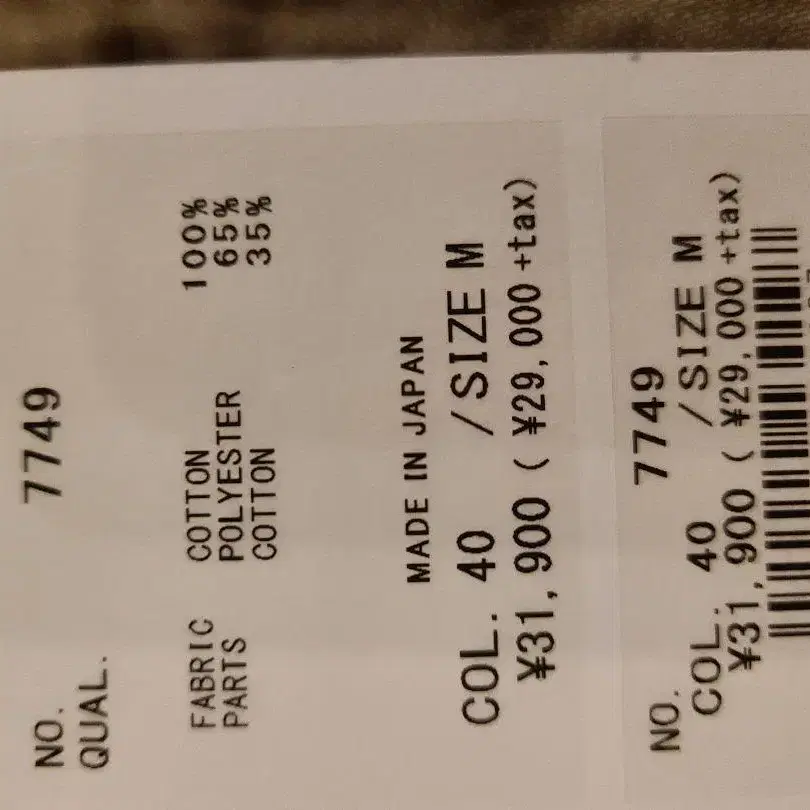 NO. 7749
QUAL.
FABRIC COTTON 100%
PARTS POLYESTER 65%
COTTON 35%
MADE IN JAPAN
COL. 40 /SIZE M
¥31,900 ( ¥29,000+tax)
NO. 7749
COL. 40 /SIZE M
¥31,900 ( ¥29,000+tax)